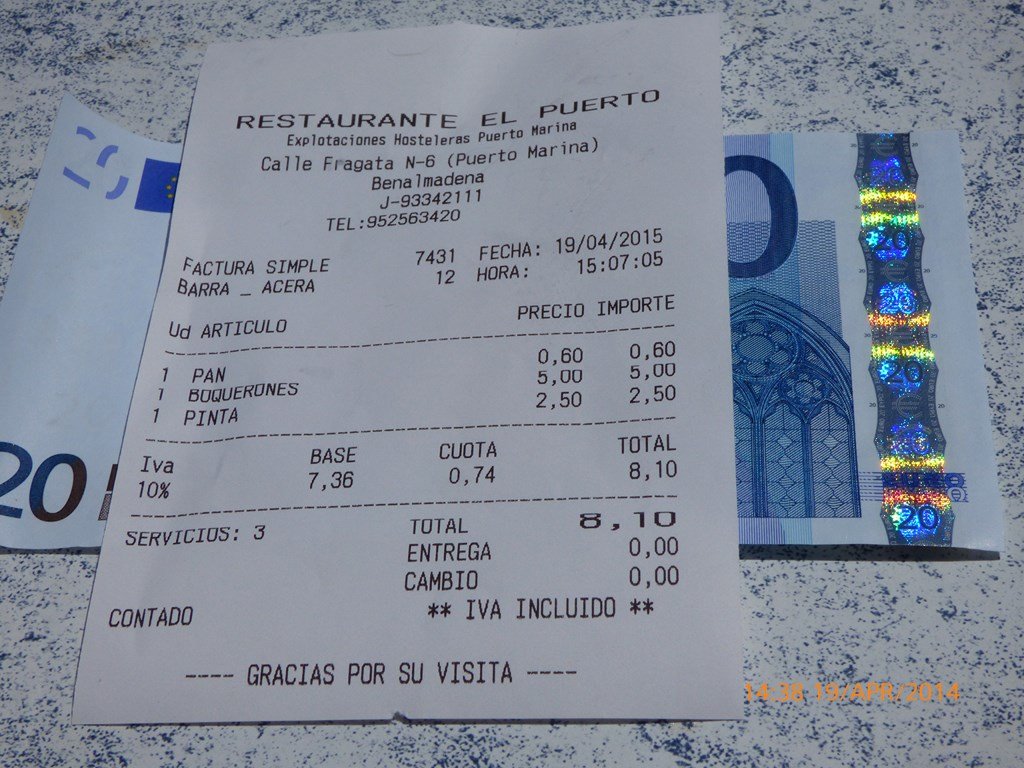 RESTAURANTE EL PUERTO
Explotaciones Hosteleras Puerto Marina
Calle Fragata N-6 (Puerto Marina)
Benalmadena
J-93342111
TEL:952563420
FACTURA SIMPLE 7431 FECHA: 19/04/2015
BARRA _ ACERA 12 HORA: 15:07:05
Ud ARTICULO PRECIO IMPORTE
1 PAN 0,60 0,60
1 BOQUERONES 5,00 5,00
1 PINTA 2,50 2,50
Iva BASE CUOTA TOTAL
10% 7,36 0,74 8,10
SERVICIOS: 3 TOTAL 8,10
ENTREGA 0,00
CAMBIO 0,00
CONTADO ** IVA INCLUIDO **
---- GRACIAS POR SU VISITA ----
20
0
20
20
20
20
14:38 19/APR/2014